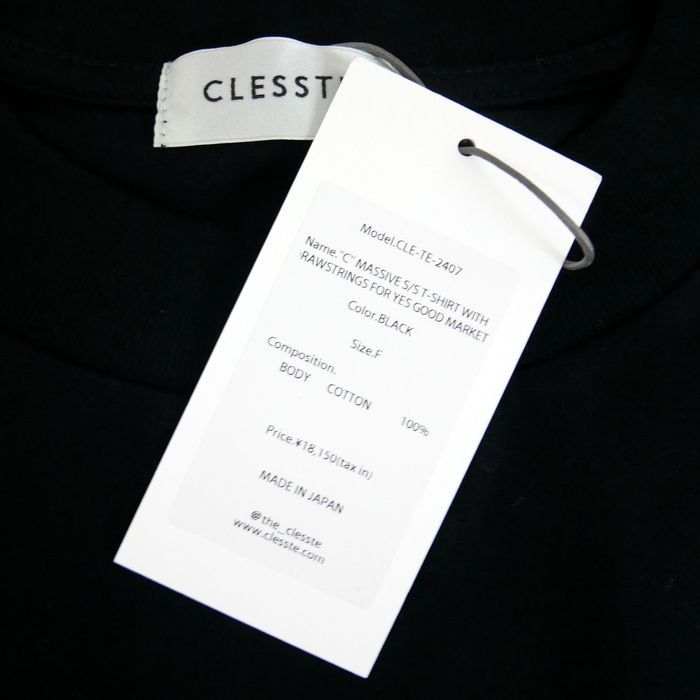 CLESST
Model.CLE-TE-2407
Name."C" MASSIVE S/S T-SHIRT WITH
RAWSTRINGS FOR YES GOOD MARKET
Color.BLACK
Size.F
Composition.
BODY COTTON 100%
Price.¥18,150(tax in)
MADE IN JAPAN
@the_clesste
www.clesste.com